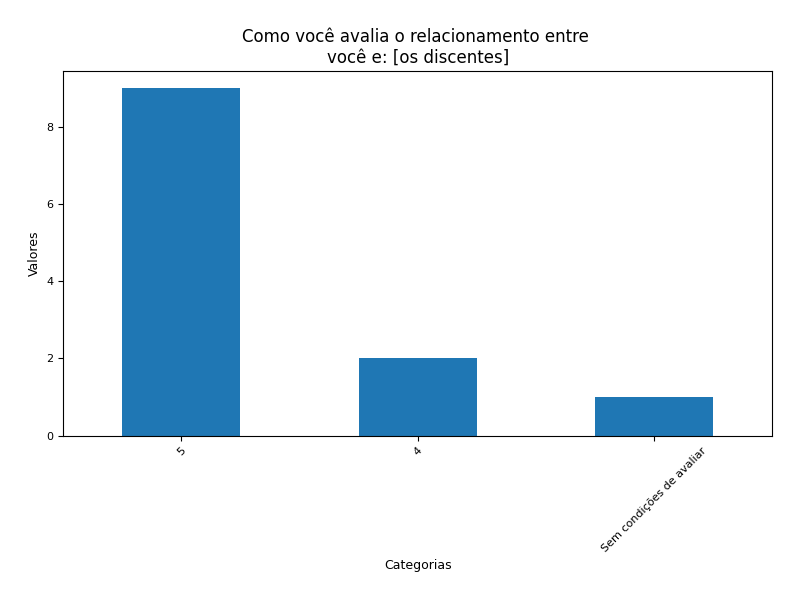 Como você avalia o relacionamento entre
você e: [os discentes]
Valores
8
6
4
2
0
5
4
Sem condições de avaliar
Categorias